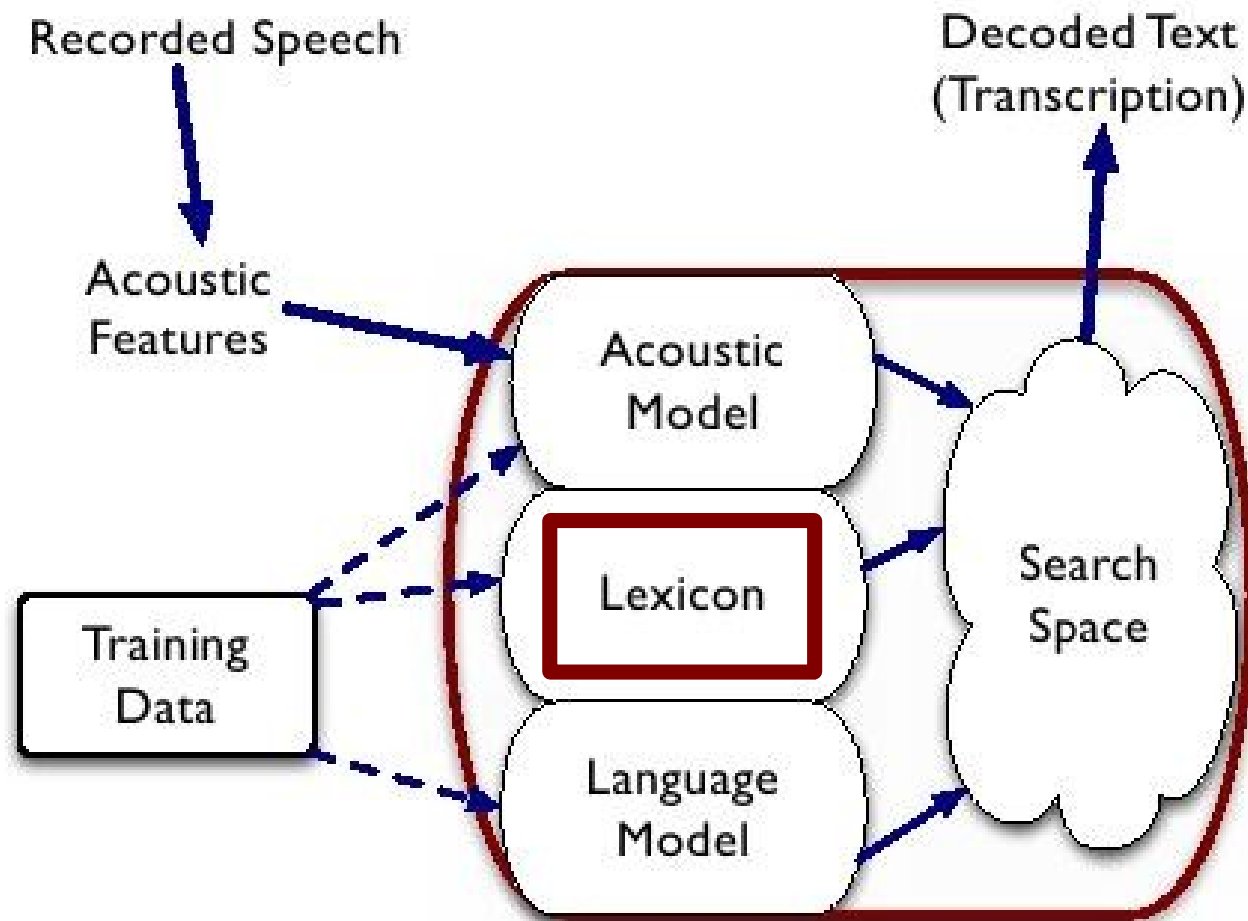 Recorded Speech
Decoded Text
(Transcription)
Acoustic
Features
Acoustic
Model
Lexicon
Search
Space
Training
Data
Language
Model